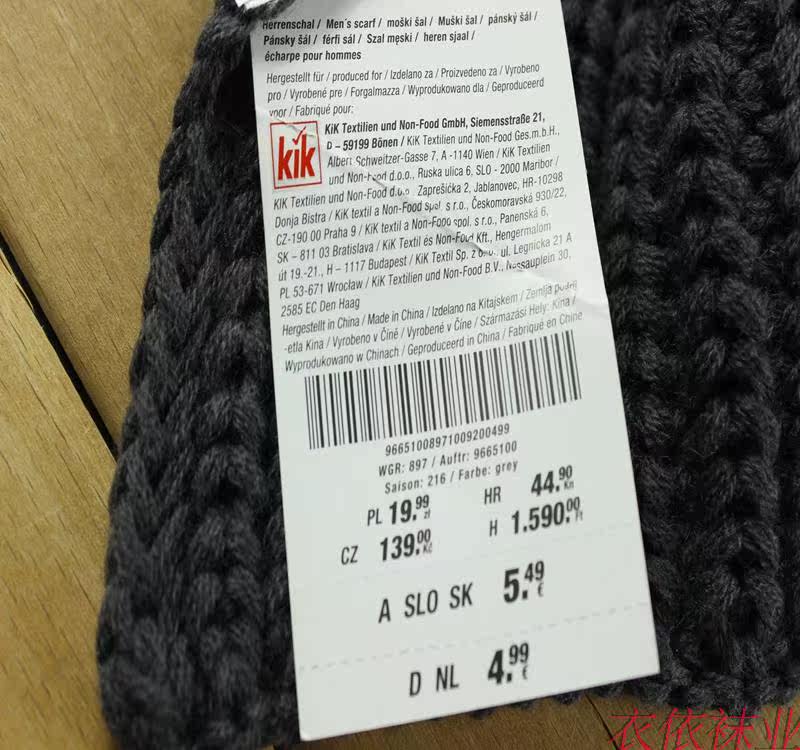 Herrenschal / Men´s scarf / moški šal / Muški šal / pánský šál /
Pánsky šál / férfi sál / Szal męski / heren sjaal /
écharpe pour hommes
Hergestellt für / produced for / Izdelano za / Proizvedeno za / Vyrobeno
pro / Vyrobené pre / Forgalmazza / Wyprodukowano dla / Geproduceerd
voor / Fabriqué pour:
kik
KiK Textilien und Non-Food GmbH, Siemensstraße 21,
D – 59199 Bönen / KiK Textilien und Non-Food Ges.m.b.H.,
Albert Schweitzer-Gasse 7, A -1140 Wien / KiK Textilien
und Non-Food d.o.o., Ruska ulica 6, SLO - 2000 Maribor /
KIK Textilien und Non-Food d.o.o. Zaprešićka 2, Jablanovec, HR-10298
Donja Bistra / KiK textil a Non-Food spol. s r.o., Českomoravská 930/22,
CZ-190 00 Praha 9 / KiK textil a Non-Food spol. s r.o., Panenská 6,
SK – 811 03 Bratislava / KiK Textil és Non-Food Kft., Hengermalom
út 19.-21., H – 1117 Budapest / KiK Textil Sp. z o.o. ul. Legnicka 21 A
PL 53-671 Wrocław / KiK Textilien und Non-Food B.V., Nassauplein 30,
2585 EC Den Haag
Hergestellt in China / Made in China / Izdelano na Kitajskem / Zemlja porij
-etla Kina / Vyrobeno v Číně / Vyrobené v Číne / Származási Hely: Kína /
Wyprodukowano w Chinach / Geproduceerd in China / Fabriqué en Chine
96651008971009200499
WGR: 897 / Auftr: 9665100
Saison: 216 / Farbe: grey
PL 19.99 zł HR 44.90 Kn
CZ 139.00 Kč H 1.590.00 Ft
A SLO SK 5.49 €
D NL 4.99 €
衣依袜业